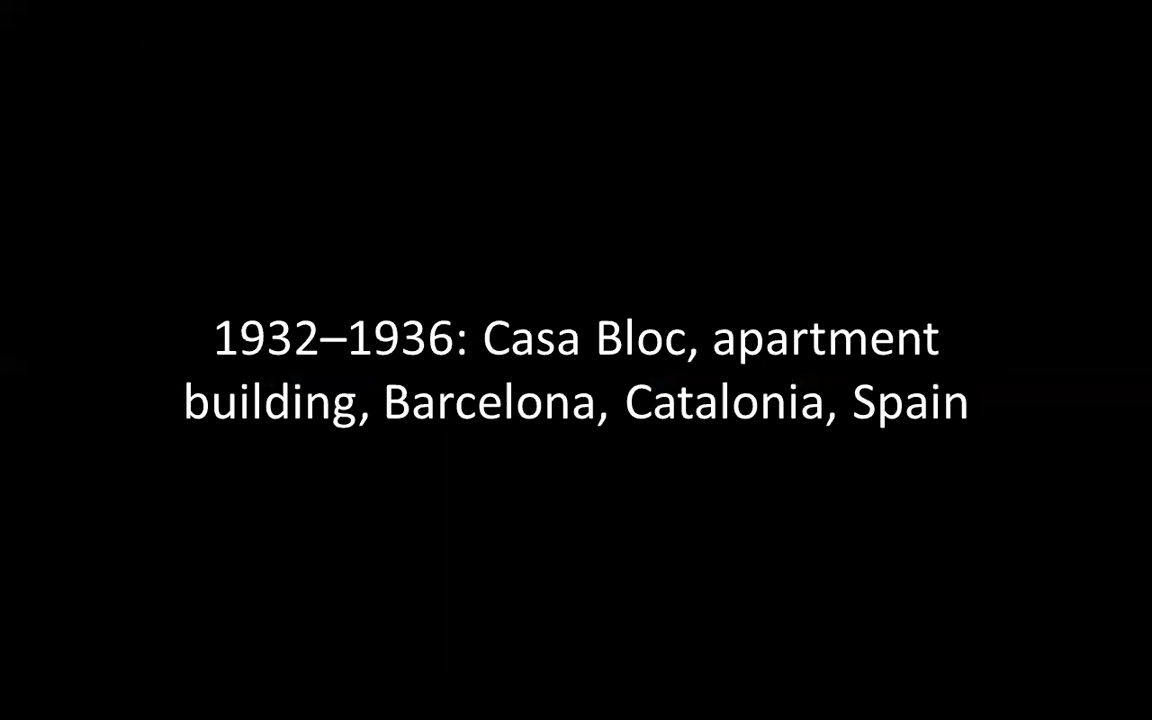 1932–1936: Casa Bloc, apartment
building, Barcelona, Catalonia, Spain